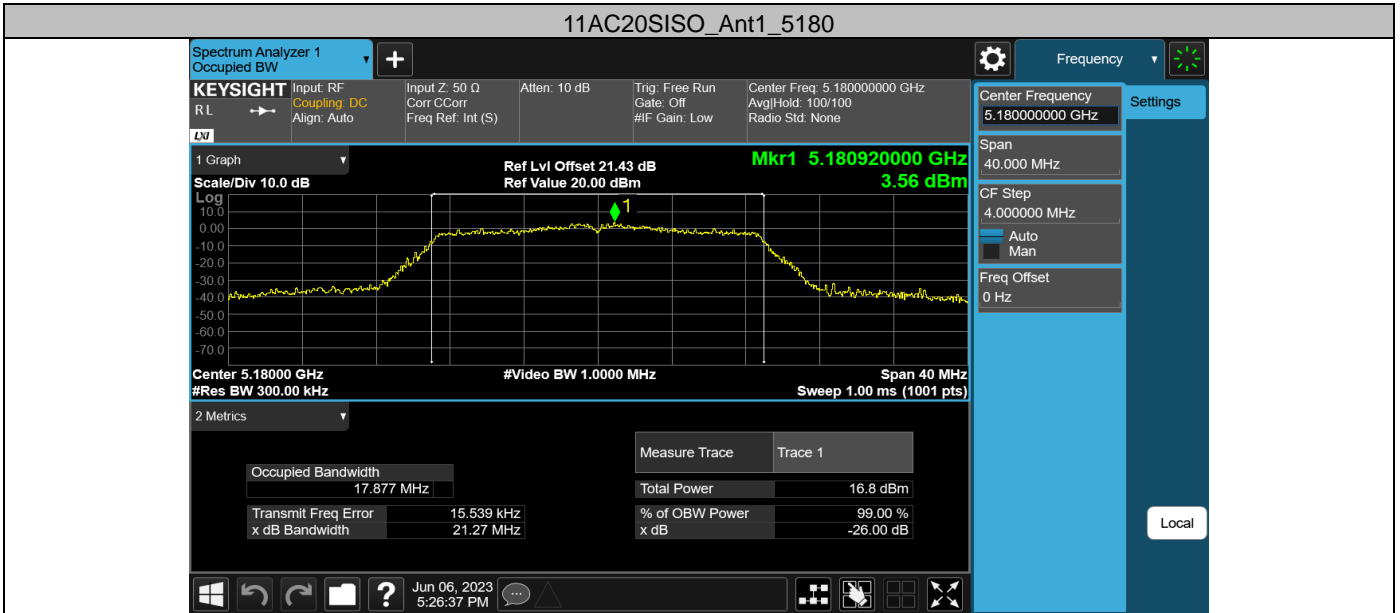 11AC20SISO_Ant1_5180
Spectrum Analyzer 1
Occupied BW
+
Frequency
KEYSIGHT
R L
LXI
Input: RF
Coupling: DC
Align: Auto
Input Z: 50 Ω
Corr CCorr
Freq Ref: Int (S)
Atten: 10 dB
Trig: Free Run
Gate: Off
#IF Gain: Low
Center Freq: 5.180000000 GHz
Avg|Hold: 100/100
Radio Std: None
Center Frequency
5.180000000 GHz
Settings
Span
40.000 MHz
CF Step
4.000000 MHz
Auto
Man
Freq Offset
0 Hz
Local
1 Graph
Scale/Div 10.0 dB
Ref Lvl Offset 21.43 dB
Ref Value 20.00 dBm
Mkr1 5.180920000 GHz
3.56 dBm
Log
10.0
0.00
-10.0
-20.0
-30.0
-40.0
-50.0
-60.0
-70.0
1
Center 5.18000 GHz
#Res BW 300.00 kHz
#Video BW 1.0000 MHz
Span 40 MHz
Sweep 1.00 ms (1001 pts)
2 Metrics
Occupied Bandwidth
17.877 MHz
Transmit Freq Error 15.539 kHz
x dB Bandwidth 21.27 MHz
Measure Trace Trace 1
Total Power 16.8 dBm
% of OBW Power 99.00 %
x dB -26.00 dB
?
Jun 06, 2023
5:26:37 PM